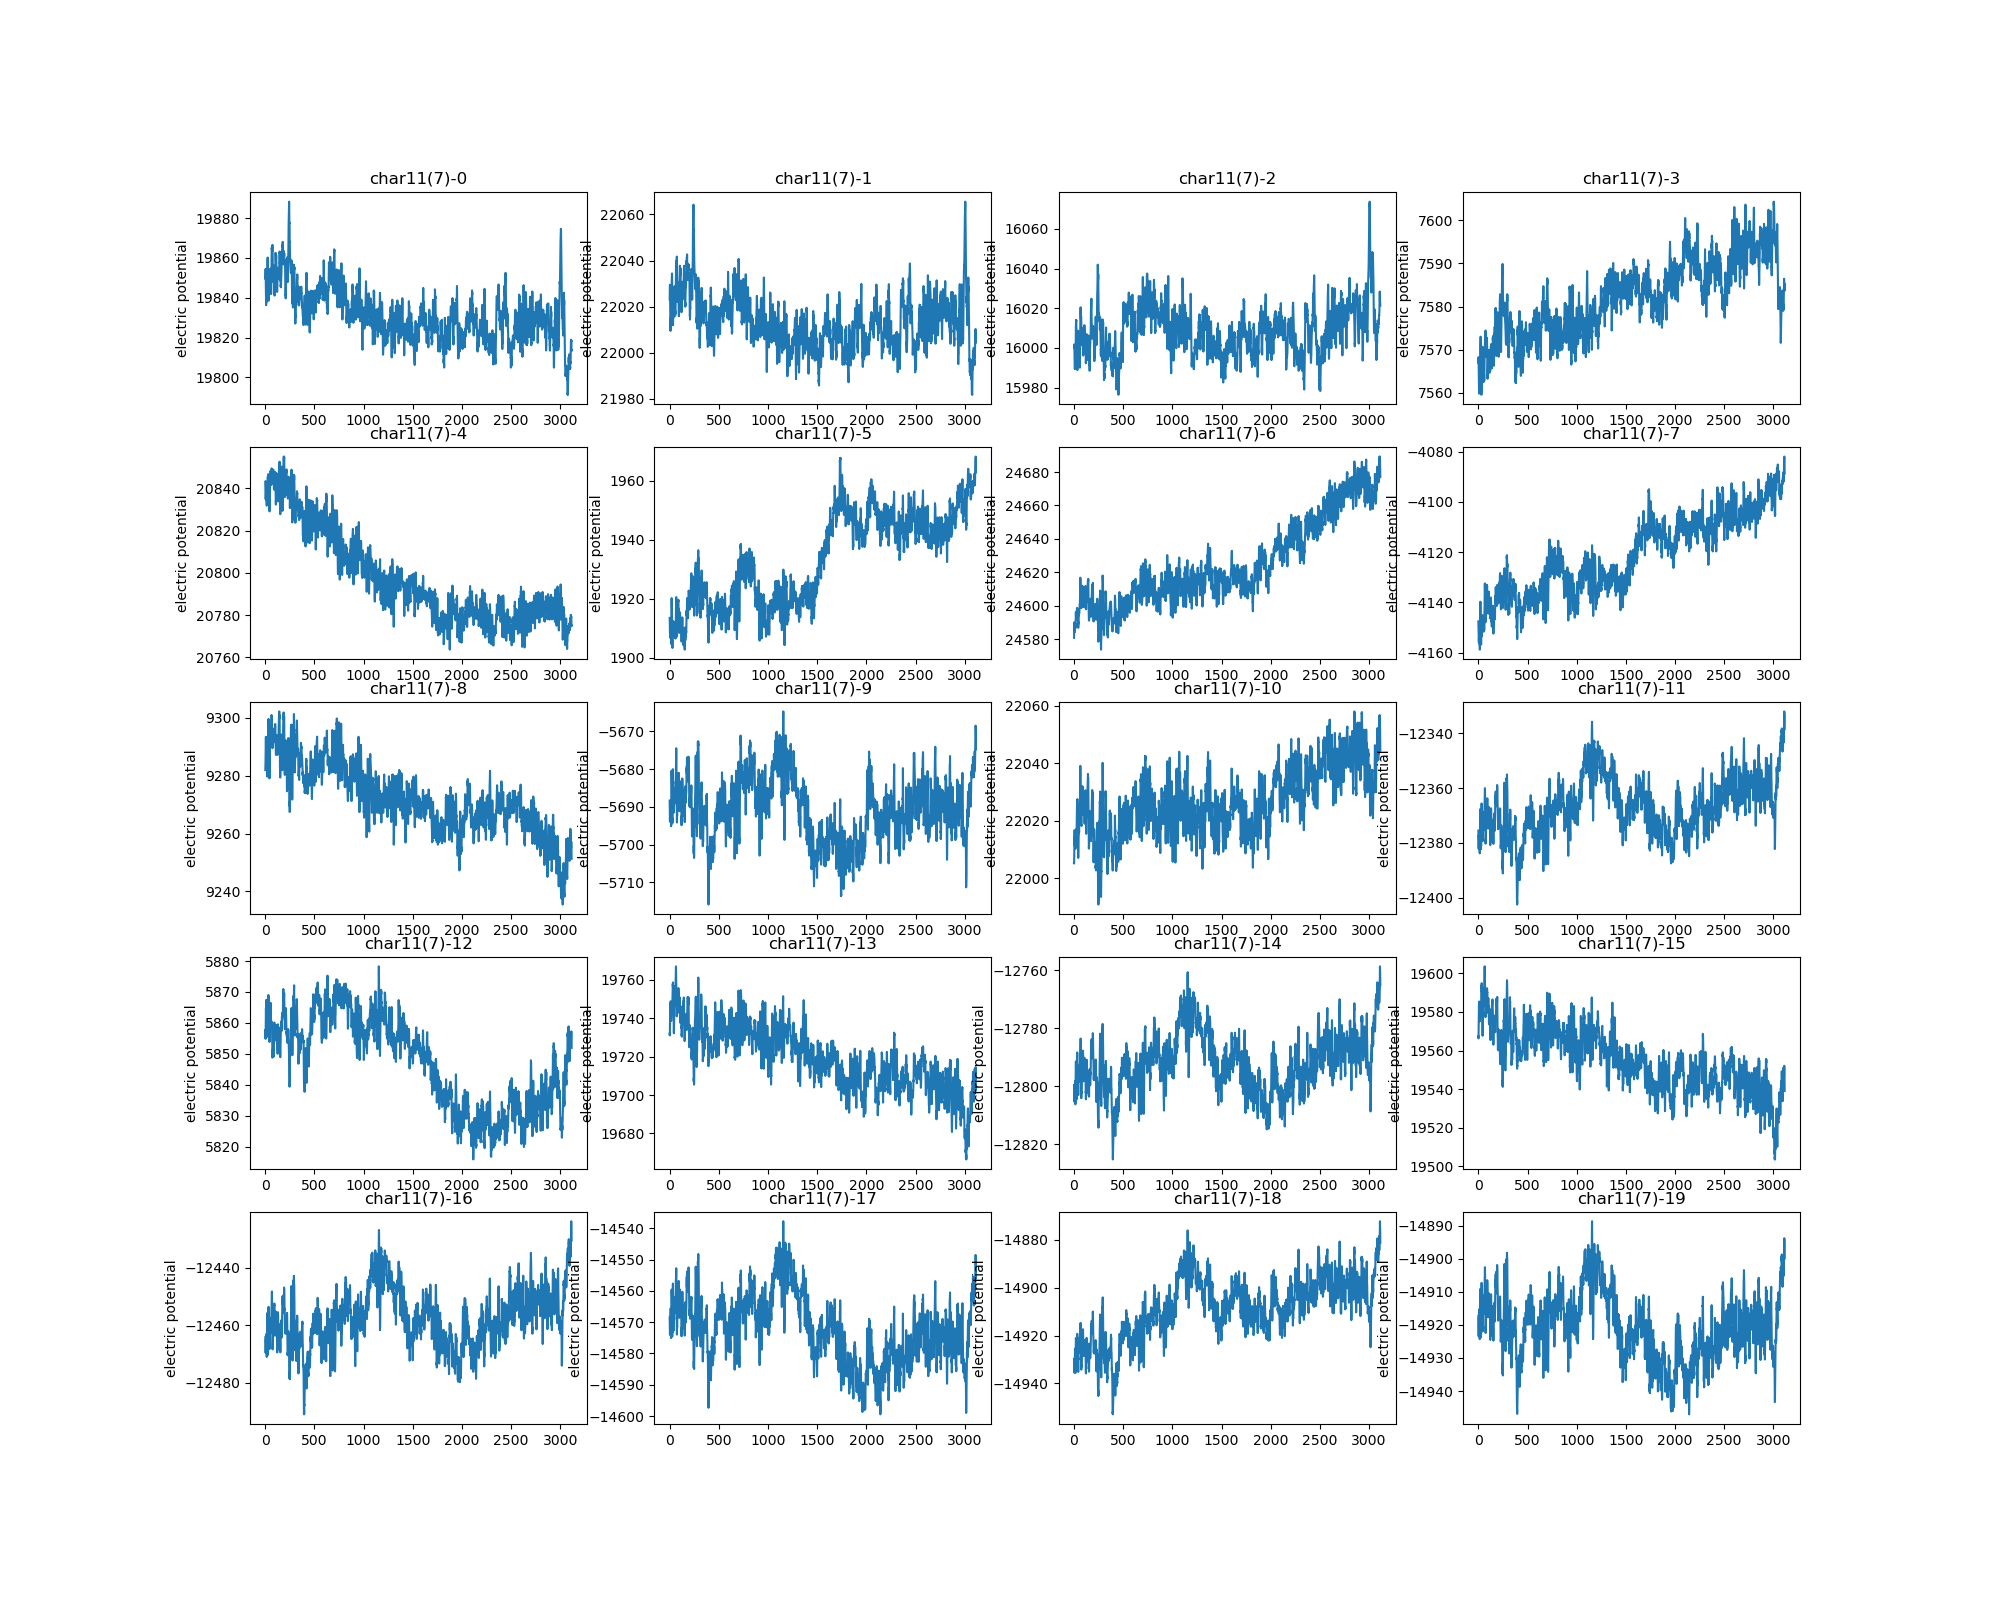 char11(7)-0 char11(7)-1 char11(7)-2 char11(7)-3
electric potential electric potential electric potential electric potential
19880 22060 16060 7600
19860 22040 16040 7590
19840 22020 16020 7580
19820 22000 16000 7570
19800 21980 15980 7560
0 500 1000 1500 2000 2500 3000 0 500 1000 1500 2000 2500 3000 0 500 1000 1500 2000 2500 3000 0 500 1000 1500 2000 2500 3000
char11(7)-4 char11(7)-5 char11(7)-6 char11(7)-7
electric potential electric potential electric potential electric potential
20840 1960 24680 −4080
20820 1940 24660 −4100
20800 1920 24640 −4120
20780 1900 24620 −4140
20760 24600 −4160
24580
0 500 1000 1500 2000 2500 3000 0 500 1000 1500 2000 2500 3000 0 500 1000 1500 2000 2500 3000 0 500 1000 1500 2000 2500 3000
char11(7)-8 char11(7)-9 char11(7)-10 char11(7)-11
electric potential electric potential electric potential electric potential
9300 −5670 22060 −12340
9280 −5680 22040 −12360
9260 −5690 22020 −12380
9240 −5700 22000 −12400
−5710
0 500 1000 1500 2000 2500 3000 0 500 1000 1500 2000 2500 3000 0 500 1000 1500 2000 2500 3000 0 500 1000 1500 2000 2500 3000
char11(7)-12 char11(7)-13 char11(7)-14 char11(7)-15
electric potential electric potential electric potential electric potential
5880 19760 −12760 19600
5870 19740 −12780 19580
5860 19720 −12800 19560
5850 19700 −12820 19540
5840 19680 19520
5830 19500
5820
0 500 1000 1500 2000 2500 3000 0 500 1000 1500 2000 2500 3000 0 500 1000 1500 2000 2500 3000 0 500 1000 1500 2000 2500 3000
char11(7)-16 char11(7)-17 char11(7)-18 char11(7)-19
electric potential electric potential electric potential electric potential
−12440 −14540 −14880 −14890
−12460 −14550 −14900 −14900
−12480 −14560 −14920 −14910
−14570 −14940 −14920
−14580 −14930
−14590 −14940
−14600
0 500 1000 1500 2000 2500 3000 0 500 1000 1500 2000 2500 3000 0 500 1000 1500 2000 2500 3000 0 500 1000 1500 2000 2500 3000